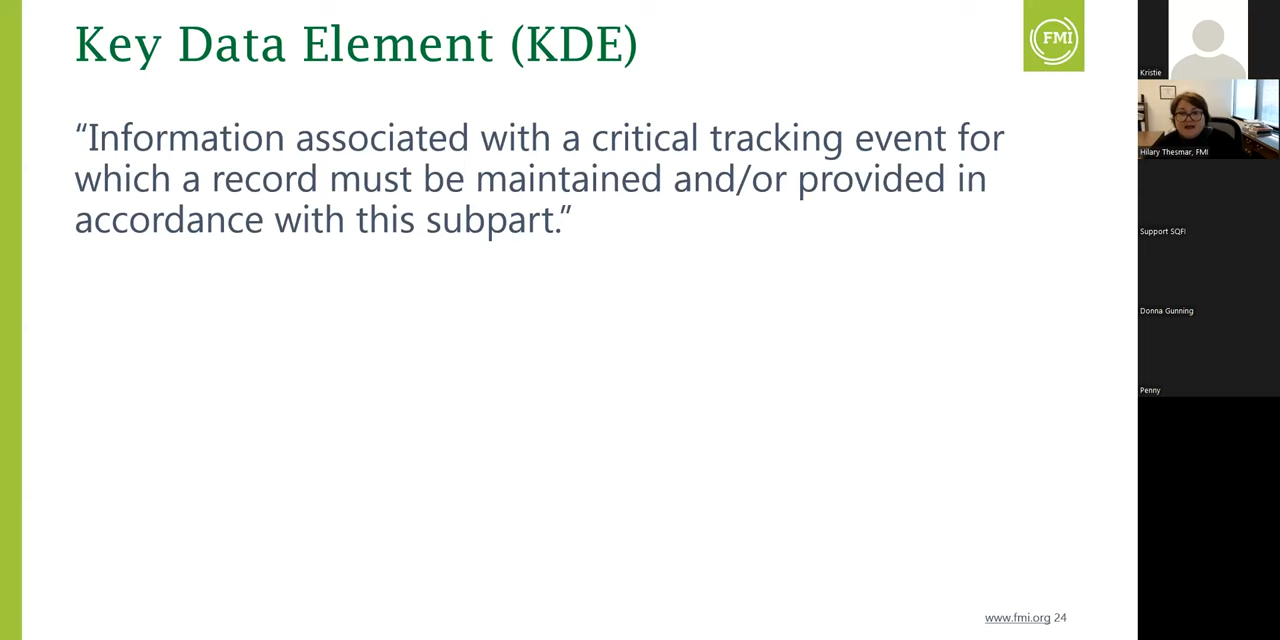 Key Data Element (KDE)
FMI
“Information associated with a critical tracking event for
which a record must be maintained and/or provided in
accordance with this subpart.”
www.fmi.org 24
Kristie
Hilary Thesmar, FMI
Support SQFI
Donna Gunning
Penny